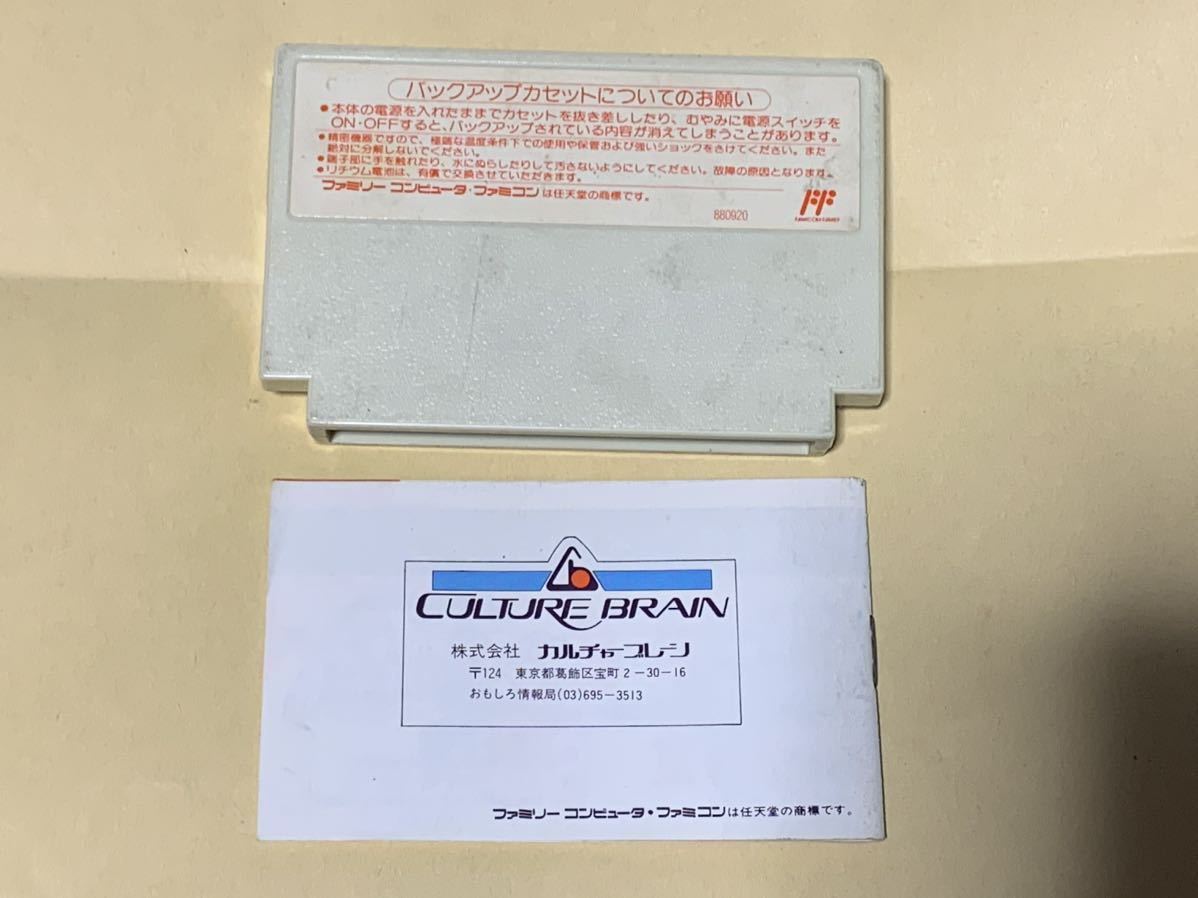 バックアップカセットについてのお願い
●本体の電源を入れたままでカセットを抜き差ししたり、むやみに電源スイッチを
ON・OFFすると、バックアップされている内容が消えてしまうことがあります。
●精密機器ですので、極端な温度条件下での使用や保管および強いショックをさけてください。また
絶対に分解しないでください。
●端子部に手を触れたり、水にぬらしたりして汚さないようにしてください。故障の原因となります。
●リチウム電池は、有償で交換させていただきます。
ファミリー コンピュータ・ファミコンは任天堂の商標です。
880920
FAMICOM FAMILY
CULTURE BRAIN
株式会社 カルチャーブレーン
〒124 東京都葛飾区宝町2-30-16
おもしろ情報局(03)695-3513
ファミリー コンピュータ・ファミコンは任天堂の商標です。